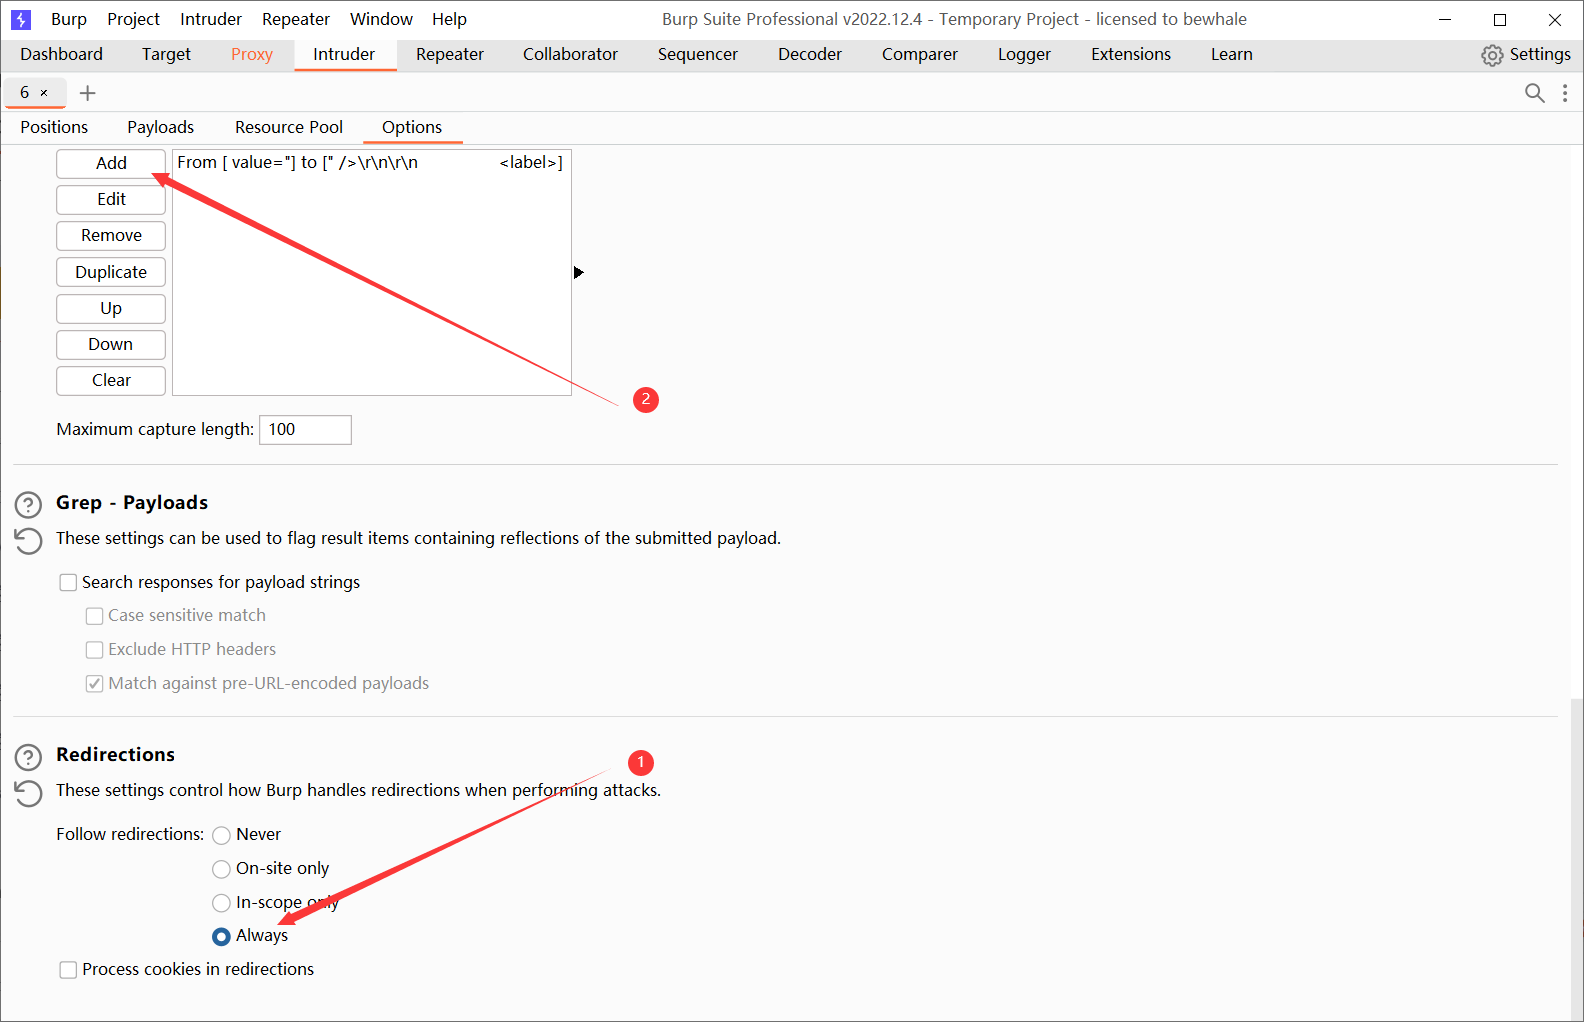 Burp Project Intruder Repeater Window Help Burp Suite Professional v2022.12.4 - Temporary Project - licensed to bewhale
Dashboard Target Proxy Intruder Repeater Collaborator Sequencer Decoder Comparer Logger Extensions Learn Settings
6 × +
Positions Payloads Resource Pool Options
Add From [ value="] to [" />\r\n\r\n <label>]
Edit
Remove
Duplicate
Up
Down
Clear
2
Maximum capture length: 100
? Grep - Payloads
These settings can be used to flag result items containing reflections of the submitted payload.
Search responses for payload strings
Case sensitive match
Exclude HTTP headers
Match against pre-URL-encoded payloads
? Redirections
1
These settings control how Burp handles redirections when performing attacks.
Follow redirections: Never
On-site only
In-scope only
Always
Process cookies in redirections